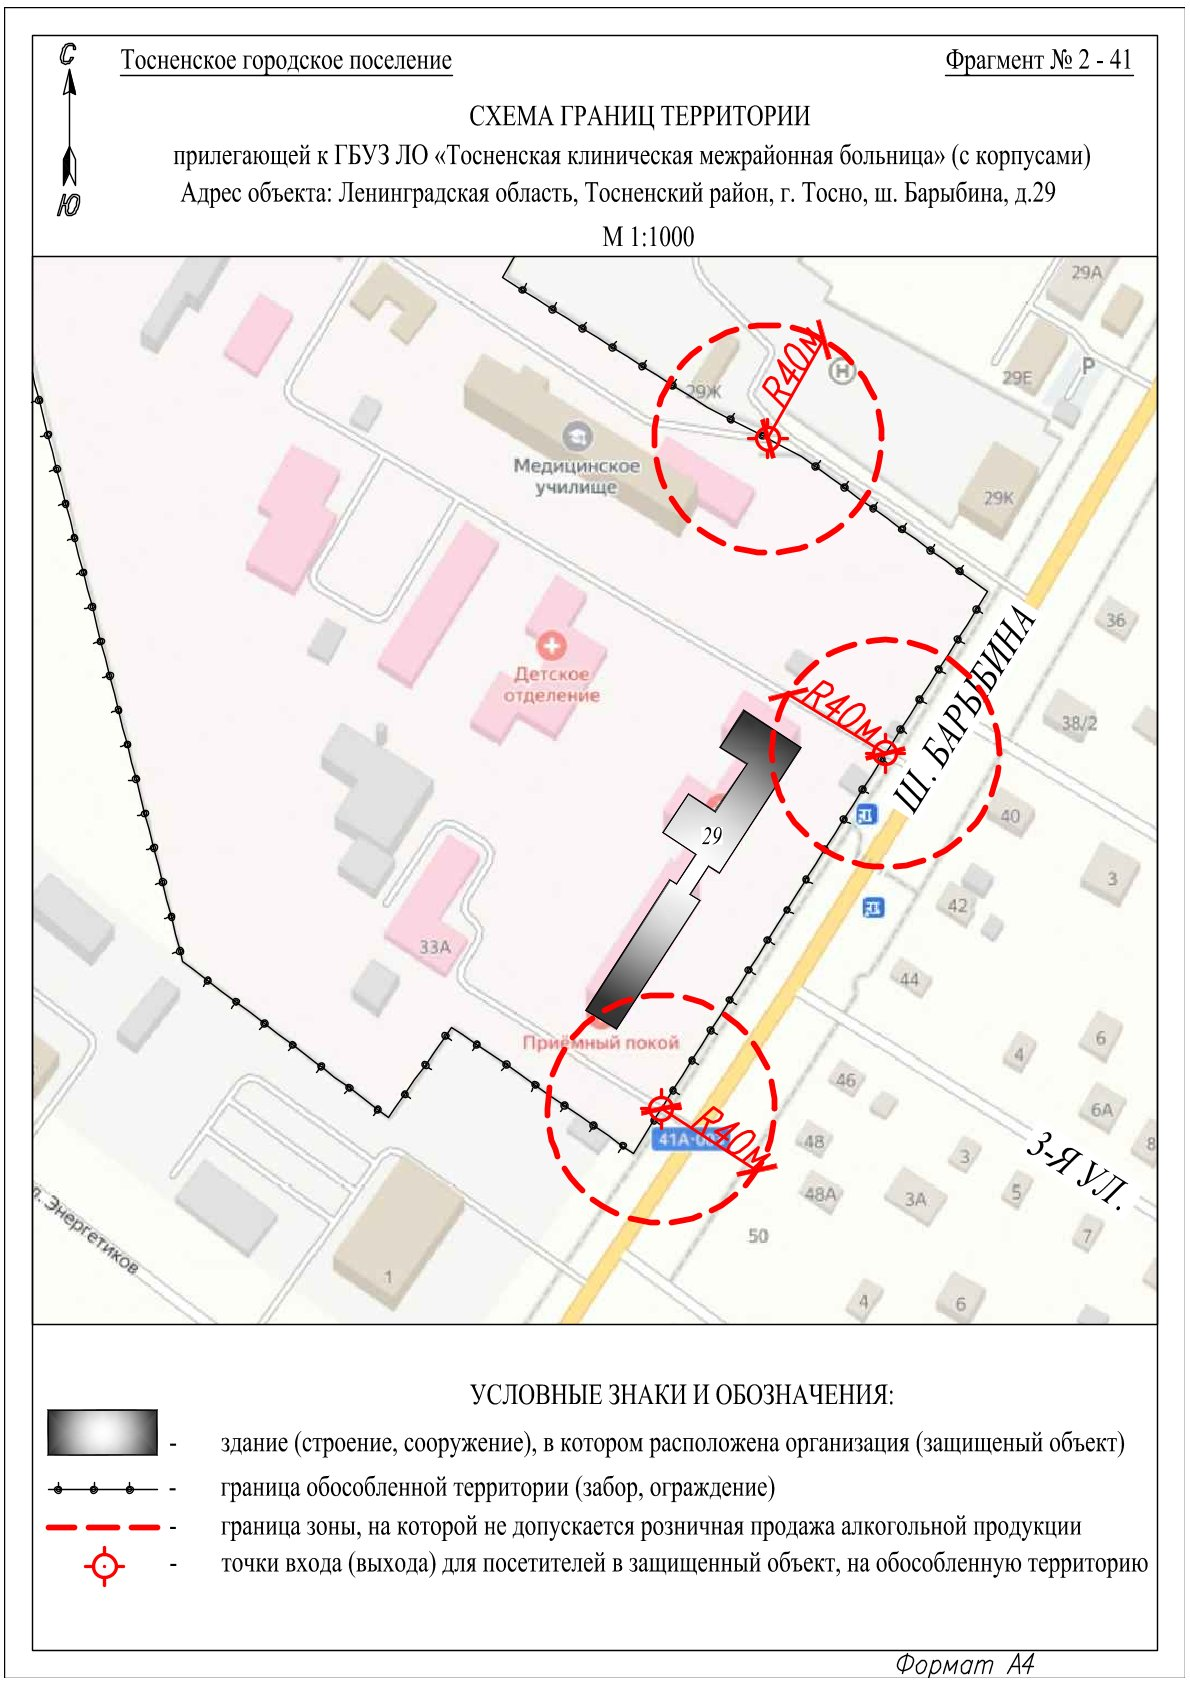 С
Ю
Тосненское городское поселение
Фрагмент № 2 - 41
СХЕМА ГРАНИЦ ТЕРРИТОРИИ
прилегающей к ГБУЗ ЛО «Тосненская клиническая межрайонная больница» (с корпусами)
Адрес объекта: Ленинградская область, Тосненский район, г. Тосно, ш. Барыбина, д.29
М 1:1000
29А
R40м
29Ж
Н
29Е
Р
Медицинское
училище
29К
36
Детское
отделение
R40м
Ш. БАРЫБИНА
38/2
29
40
3
42
33А
44
Приёмный покой
6
4
46
6А
R40м
41А-
48
3
8
3-Я УЛ.
48А
3А
5
ул. Энергетиков
50
7
1
4
6
УСЛОВНЫЕ ЗНАКИ И ОБОЗНАЧЕНИЯ:
- здание (строение, сооружение), в котором расположена организация (защищеный объект)
- граница обособленной территории (забор, ограждение)
- граница зоны, на которой не допускается розничная продажа алкогольной продукции
- точки входа (выхода) для посетителей в защищенный объект, на обособленную территорию
Формат А4